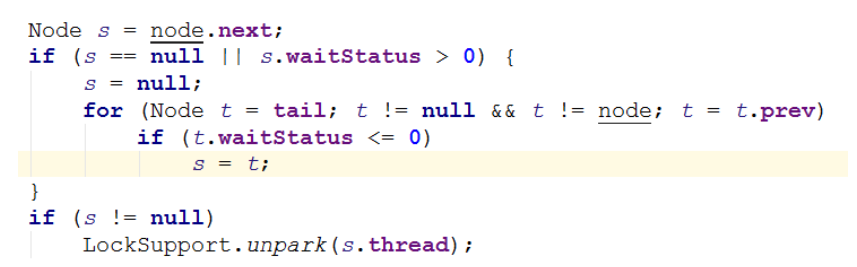 Node s = node.next;
if (s == null || s.waitStatus > 0) {
    s = null;
    for (Node t = tail; t != null && t != node; t = t.prev)
        if (t.waitStatus <= 0)
            s = t;
}
if (s != null)
    LockSupport.unpark(s.thread);